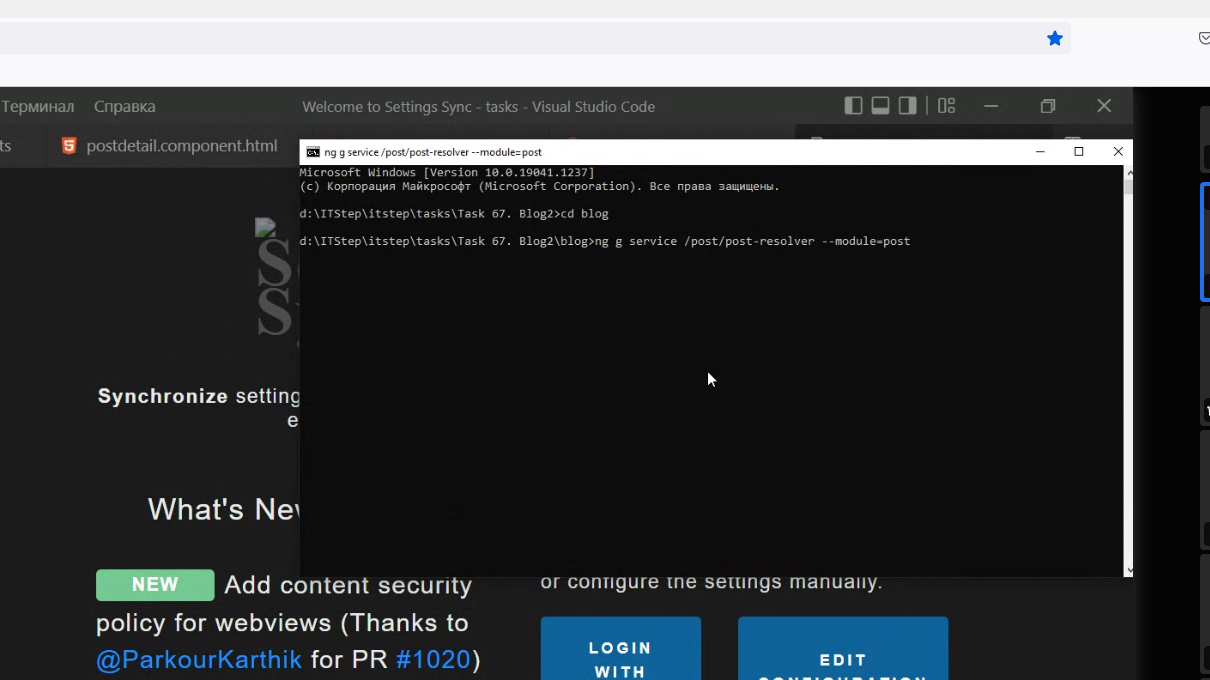 Терминал Справка Welcome to Settings Sync - tasks - Visual Studio Code
ts postdetail.component.html
ng g service /post/post-resolver --module=post
Microsoft Windows [Version 10.0.19041.1237]
(c) Корпорация Майкрософт (Microsoft Corporation). Все права защищены.
d:\ITStep\itstep\tasks\Task 67. Blog2>cd blog
d:\ITStep\itstep\tasks\Task 67. Blog2\blog>ng g service /post/post-resolver --module=post
Synchronize setting
e
What's Nev
NEW Add content security
policy for webviews (Thanks to
@ParkourKarthik for PR #1020)
or configure the settings manually.
LOGIN
WITH
EDIT
CONFIGURATION